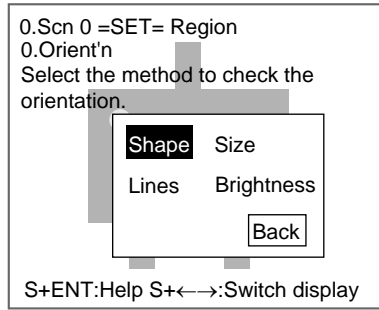 0.Scn 0 =SET= Region
0.Orient'n
Select the method to check the
orientation.
Shape Size
Lines Brightness
Back
S+ENT:Help S+←→:Switch display